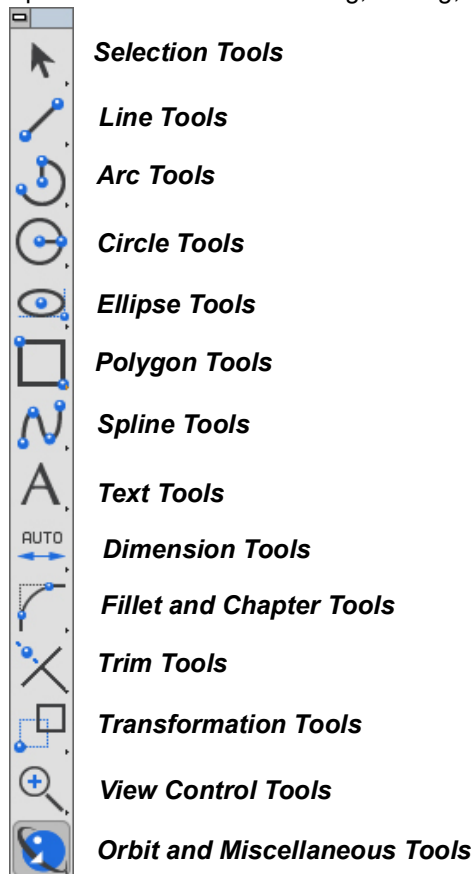 Selection Tools
Line Tools
Arc Tools
Circle Tools
Ellipse Tools
Polygon Tools
Spline Tools
A Text Tools
AUTO
Dimension Tools
Fillet and Chapter Tools
Trim Tools
Transformation Tools
View Control Tools
Orbit and Miscellaneous Tools